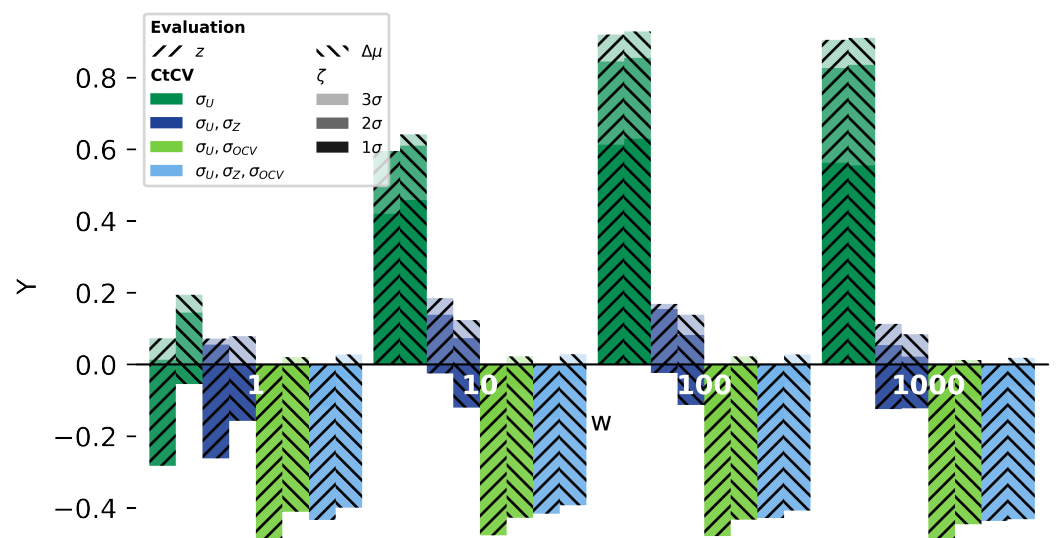 Evaluation
z
Δμ
CtCV
ζ
σ_U
3σ
σ_U, σ_Z
2σ
σ_U, σ_OCV
1σ
σ_U, σ_Z, σ_OCV
0.8
0.6
0.4
0.2
0.0
−0.2
−0.4
Y
1
10
100
1000
w